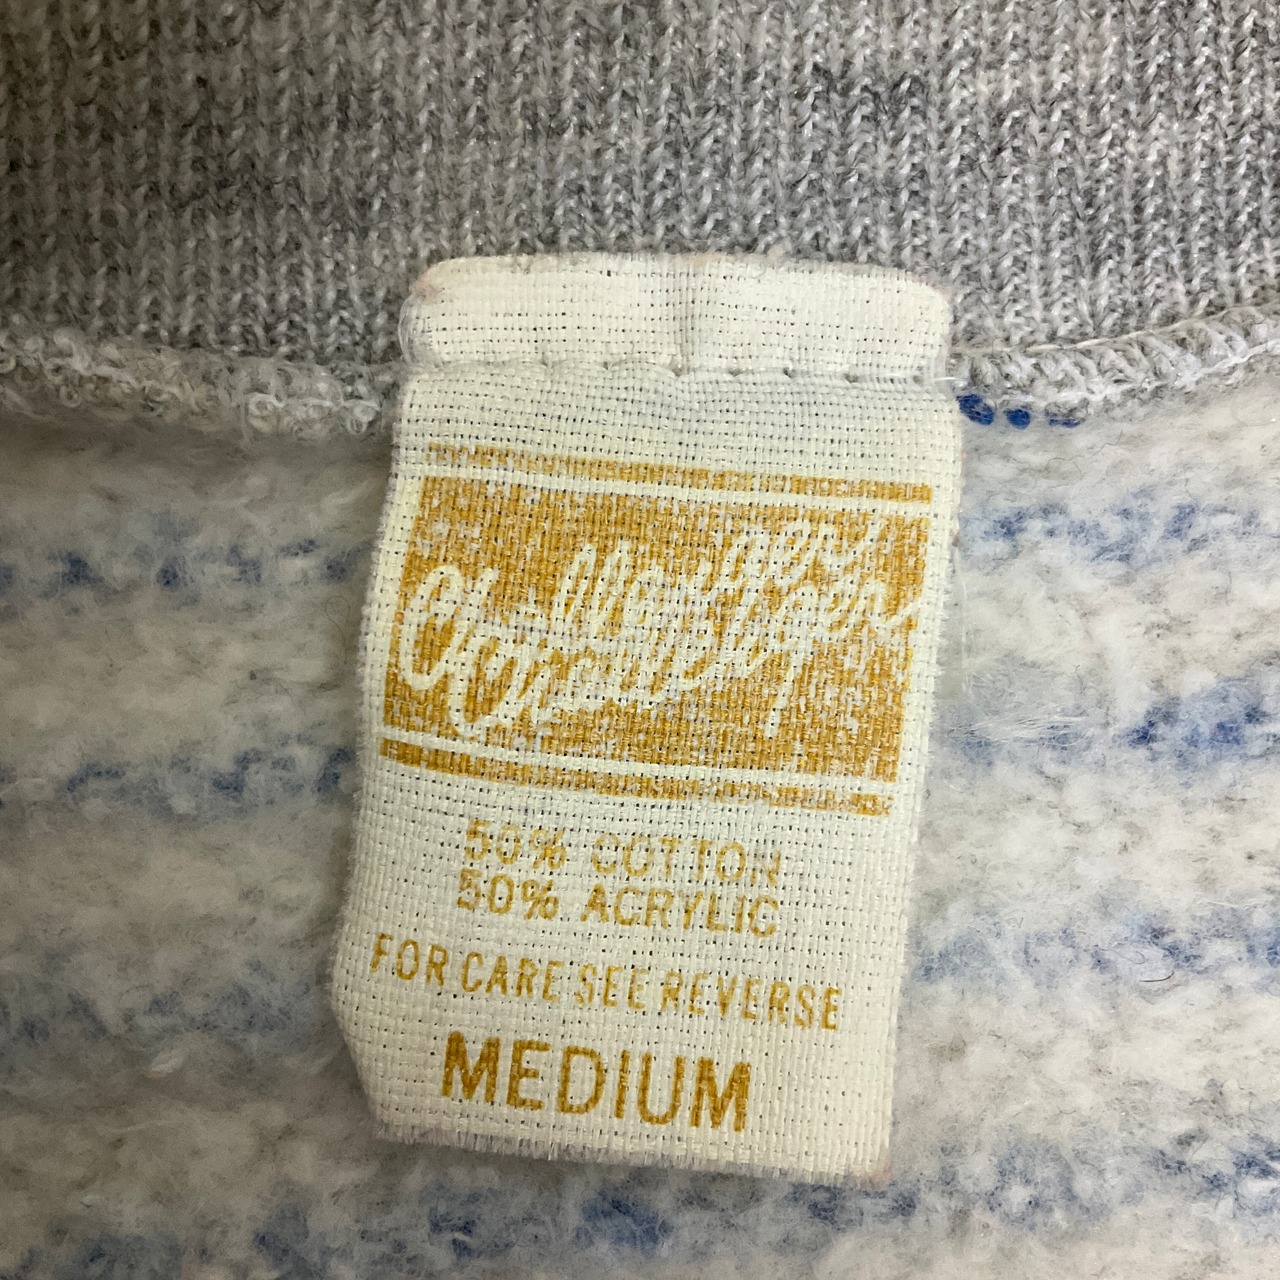 50% COTTON
50% ACRYLIC
FOR CARE SEE REVERSE
MEDIUM